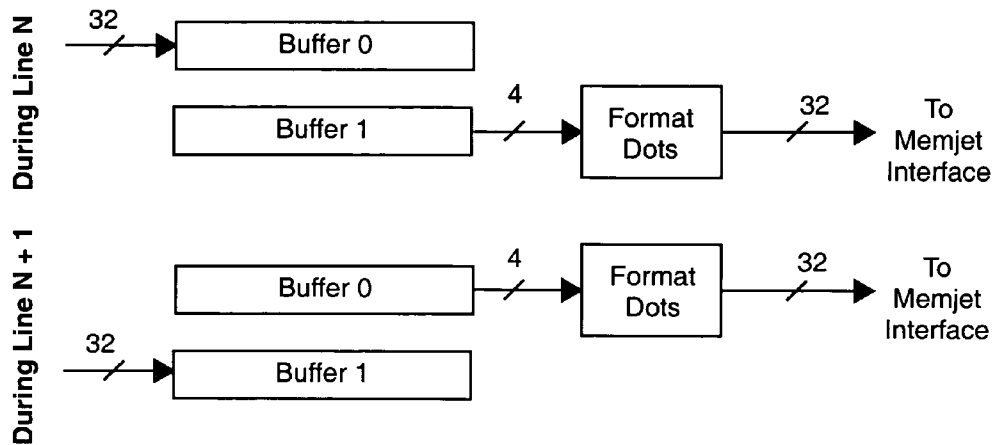 During Line N
32
Buffer 0
Buffer 1
4
Format
Dots
32
To
Memjet
Interface
During Line N + 1
Buffer 0
4
Format
Dots
32
To
Memjet
Interface
32
Buffer 1